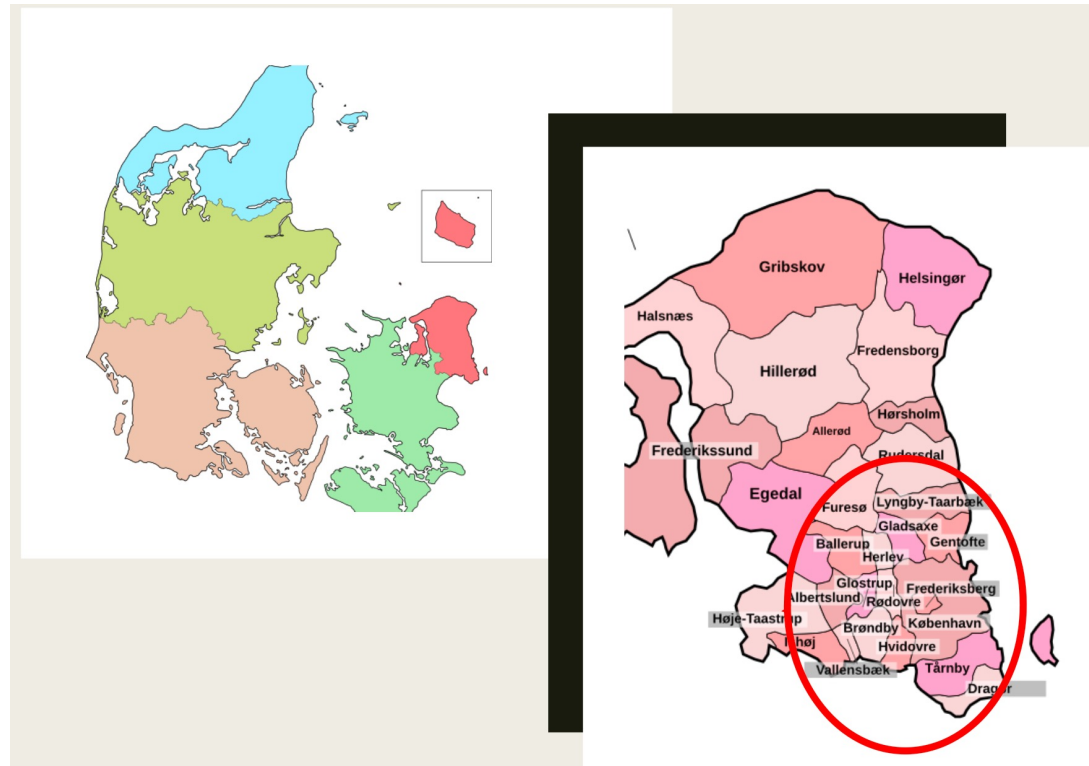 Gribskov
Helsingør
Halsnæs
Fredensborg
Hillerød
Hørsholm
Allerød
Frederikssund
Rudersdal
Egedal
Lyngby-Taarbæk
Furesø
Gladsaxe
Gentofte
Ballerup
Herlev
Glostrup
Frederiksberg
Albertslund
Rødovre
Høje-Taastrup
København
Brøndby
Hvidovre
Vallensbæk
Tårnby
Dragør